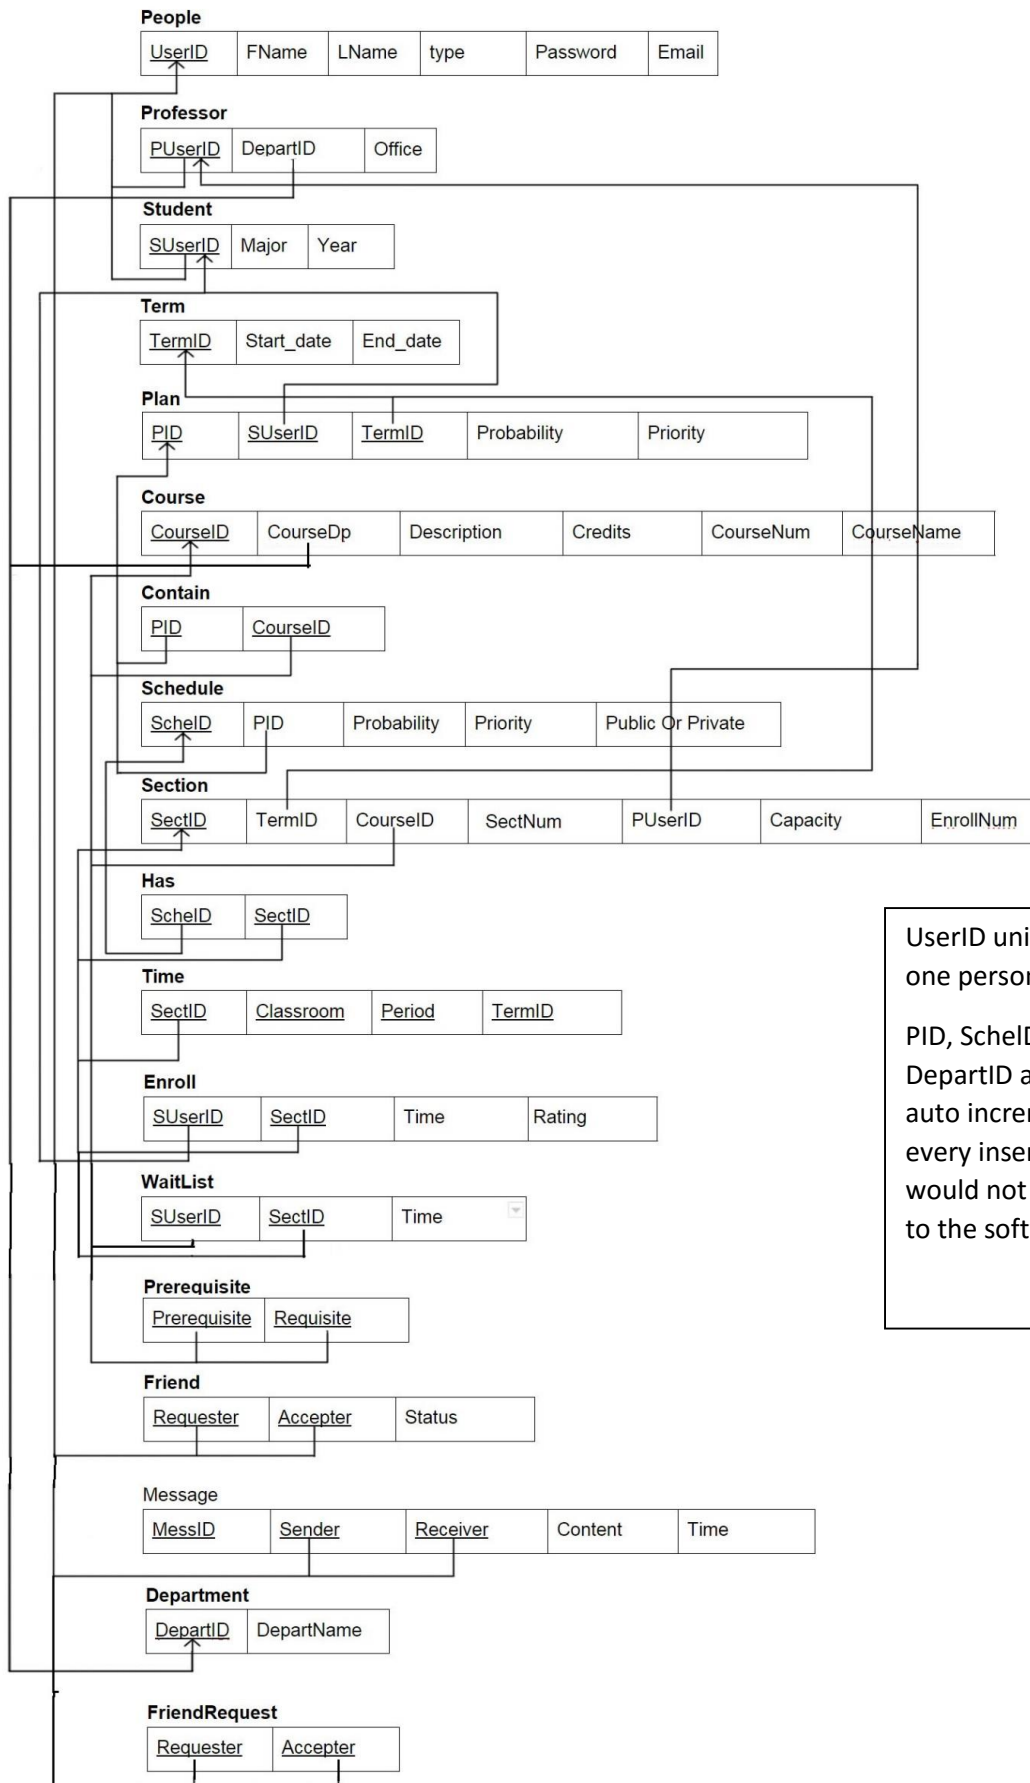 People
UserID FName LName type Password Email
Professor
PUserID DepartID Office
Student
SUserID Major Year
Term
TermID Start_date End_date
Plan
PID SUserID TermID Probability Priority
Course
CourseID CourseDp Description Credits CourseNum CourseName
Contain
PID CourseID
Schedule
ScheID PID Probability Priority Public Or Private
Section
SectID TermID CourseID SectNum PUserID Capacity EnrollNum
Has
ScheID SectID
UserID uni
one person
Time
SectID Classroom Period TermID
PID, ScheID
DepartID a
auto increm
every inser
would not
to the soft
Enroll
SUserID SectID Time Rating
WaitList
SUserID SectID Time
Prerequisite
Prerequisite Requisite
Friend
Requester Accepter Status
Message
MessID Sender Receiver Content Time
Department
DepartID DepartName
FriendRequest
Requester Accepter